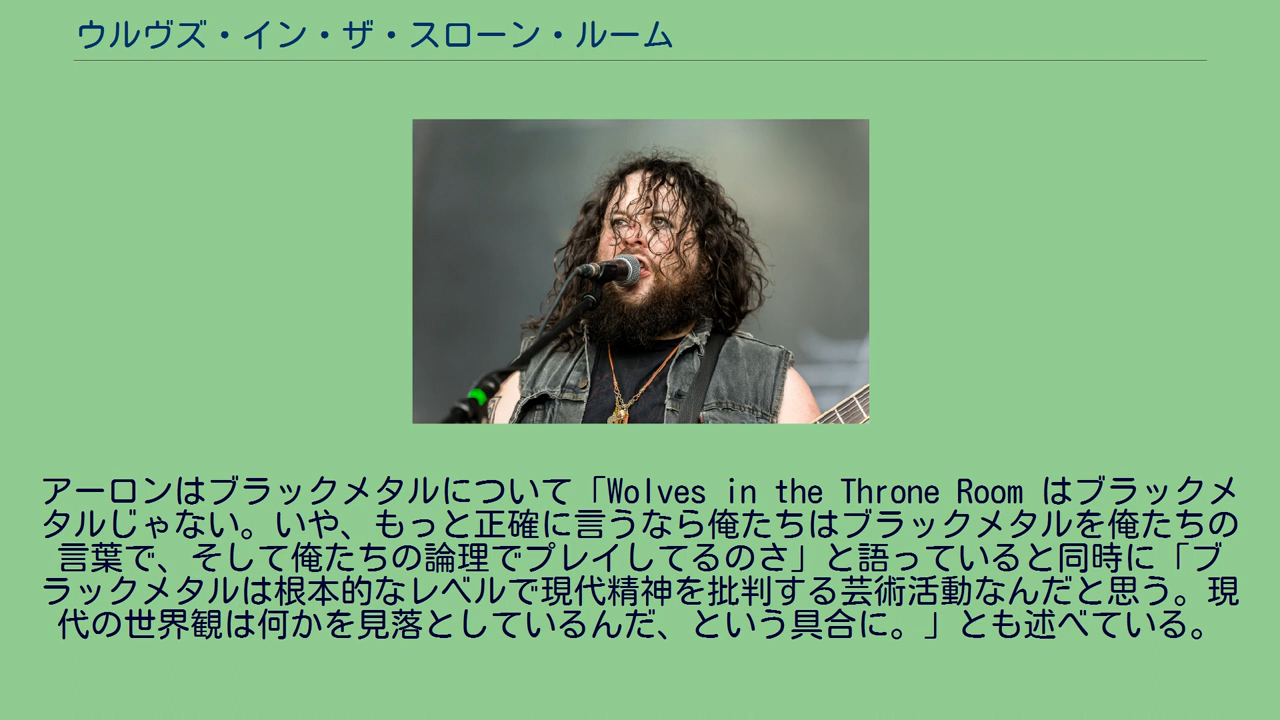 ウルヴズ・イン・ザ・スローン・ルーム
アーロンはブラックメタルについて「Wolves in the Throne Room はブラックメ
タルじゃない。いや、もっと正確に言うなら俺たちはブラックメタルを俺たちの
言葉で、そして俺たちの論理でプレイしてるのさ」と語っていると同時に「ブ
ラックメタルは根本的なレベルで現代精神を批判する芸術活動なんだと思う。現
代の世界観は何かを見落としているんだ、という具合に。」とも述べている。